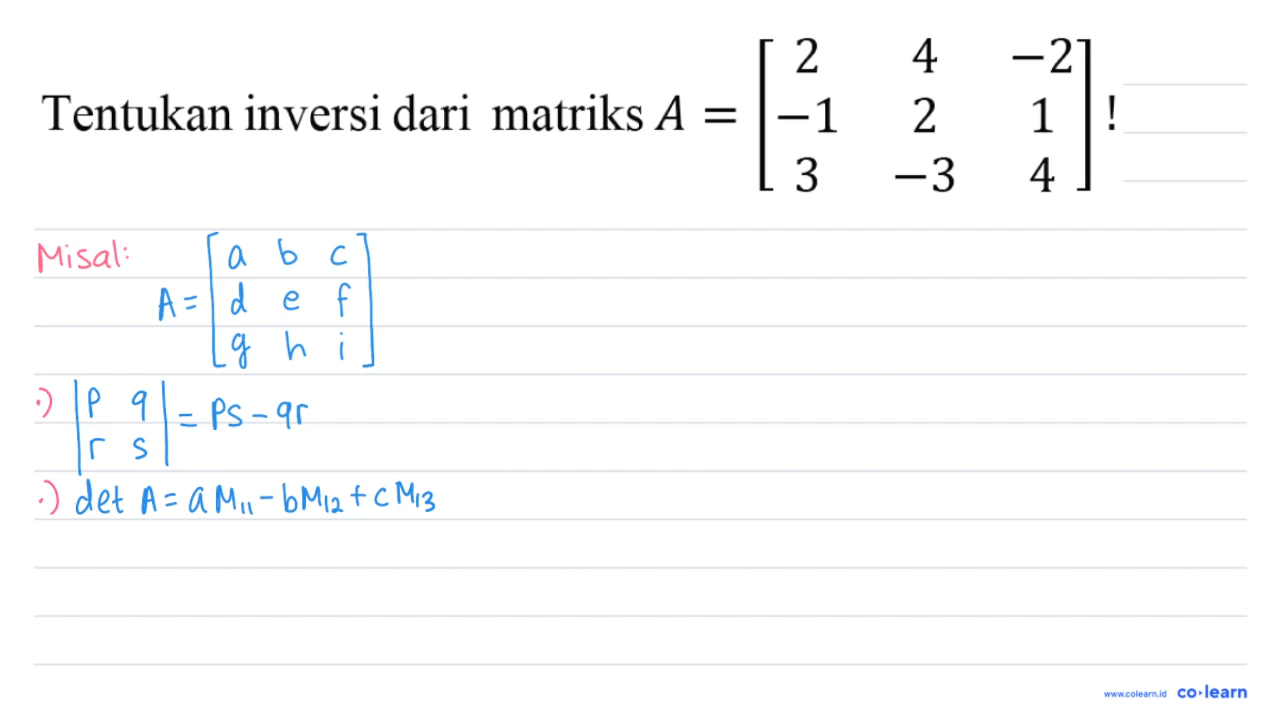 Tentukan inversi dari matriks A = [2 4 −2
−1 2 1
3 −3 4] !
Misal: A = [a b c
d e f
g h i]
·) |p q
r s| = ps − qr
·) det A = a M₁₁ − b M₁₂ + c M₁₃
www.colearn.id co·learn